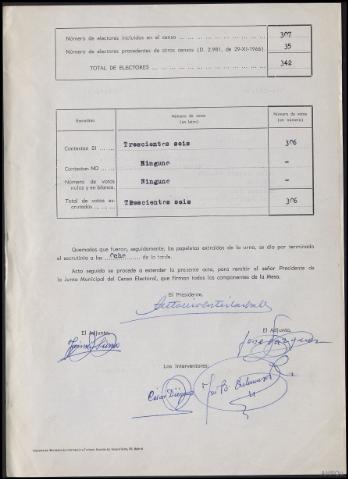 Número de electores incluidos en el censo 307
Número de electores procedentes de otros censos (D. 2.981, de 29-XI-1966) 35
TOTAL DE ELECTORES 342
Escrutinio Número de votos (en letra) Número de votos (en número)
Contestan SI Trescientos seis 306
Contestan NO Ninguno -
Número de votos nulos y en blanco. Ninguno -
Total de votos escrutados Trescientos seis 306
Quemadas que fueron, seguidamente, las papeletas extraídas de la urna, se dio por terminado
el escrutinio a las ocho de la tarde.
Acto seguido se procede a extender la presente acta, para remitir al señor Presidente de
la Junta Municipal del Censo Electoral, que firman todos los componentes de la Mesa.
El Presidente,
El Adjunto, El Adjunto,
Los Interventores,